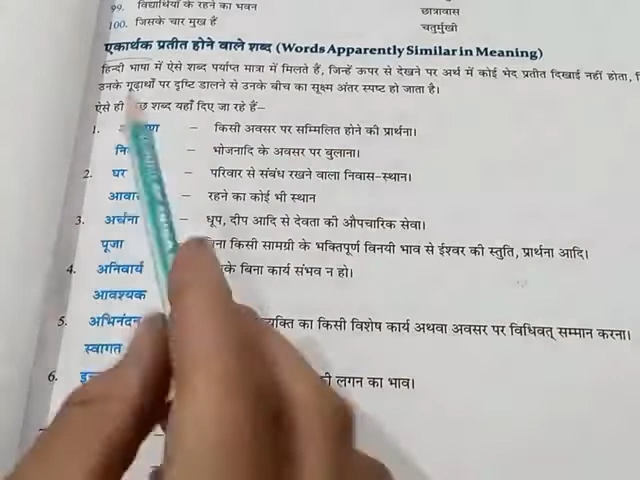 99. विद्यार्थियों के रहने का भवन छात्रावास
100. जिसके चार मुख हैं चतुर्मुखी
एकार्थक प्रतीत होने वाले शब्द (Words Apparently Similar in Meaning)
हिन्दी भाषा में ऐसे शब्द पर्याप्त मात्रा में मिलते हैं, जिन्हें ऊपर से देखने पर अर्थ में कोई भेद प्रतीत दिखाई नहीं होता,
उनके गूढ़ार्थों पर दृष्टि डालने से उनके बीच का सूक्ष्म अंतर स्पष्ट हो जाता है।
ऐसे ही शब्द यहाँ दिए जा रहे हैं–
1. – किसी अवसर पर सम्मिलित होने की प्रार्थना।
– भोजनादि के अवसर पर बुलाना।
2. घर – परिवार से संबंध रखने वाला निवास-स्थान।
– रहने का कोई भी स्थान
3. अर्चना – धूप, दीप आदि से देवता की औपचारिक सेवा।
पूजा बिना किसी सामग्री के भक्तिपूर्ण विनयी भाव से ईश्वर की स्तुति, प्रार्थना आदि।
4. अनिवार्य के बिना कार्य संभव न हो।
आवश्यक
5. अभिनंदन व्यक्ति का किसी विशेष कार्य अथवा अवसर पर विधिवत् सम्मान करना।
स्वागत
6. की लगन का भाव।